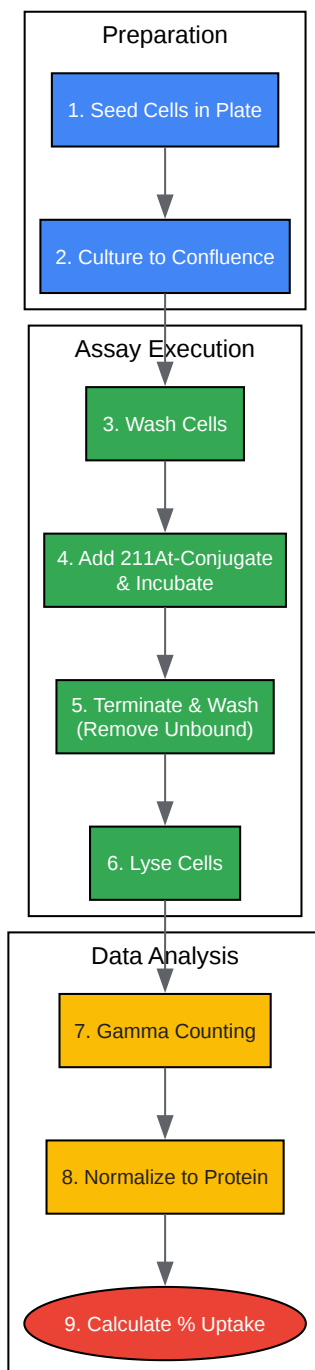 Preparation
1. Seed Cells in Plate
2. Culture to Confluence
Assay Execution
3. Wash Cells
4. Add 211At-Conjugate
& Incubate
5. Terminate & Wash
(Remove Unbound)
6. Lyse Cells
Data Analysis
7. Gamma Counting
8. Normalize to Protein
9. Calculate % Uptake